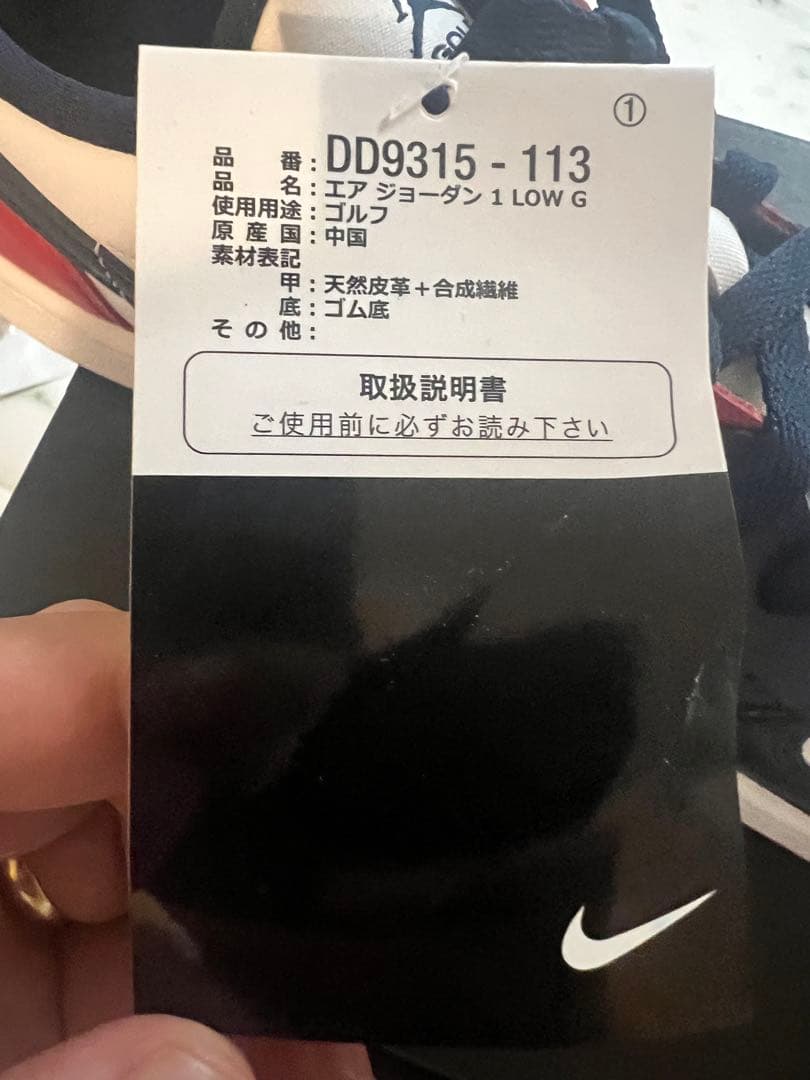 GOL
①
品番:DD9315-113
品名:エア ジョーダン 1 LOW G
使用用途:ゴルフ
原産国:中国
素材表記
甲:天然皮革+合成繊維
底:ゴム底
その他:
取扱説明書
ご使用前に必ずお読み下さい